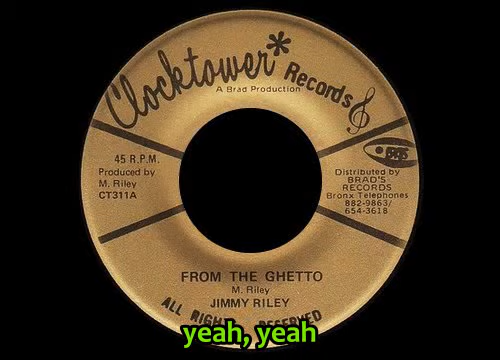 Clocktower* Records
A Brad Production
45 R.P.M.
Produced by
M. Riley
CT311A
Distributed by
BRAD'S
RECORDS
Bronx Telephones
882-9863/
654-3618
FROM THE GHETTO
M. Riley
JIMMY RILEY
ALL RIGHTS RESERVED
yeah, yeah